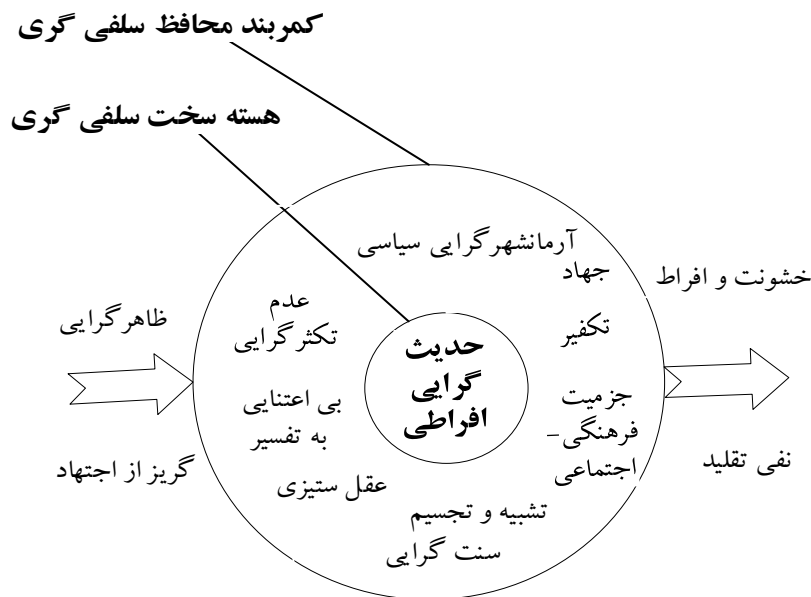 کمربند محافظ سلفی گری
هسته سخت سلفی گری
آرمانشهرگرایی سیاسی
جهاد
خشونت و افراط
عدم
تکثرگرایی
ظاهرگرایی
تکفیر
حدیث
گرایی
افراطی
جزمیت
فرهنگی-
اجتماعی
بی اعتنایی
به تفسیر
نفی تقلید
گریز از اجتهاد
عقل ستیزی
تشبیه و تجسیم
سنت گرایی